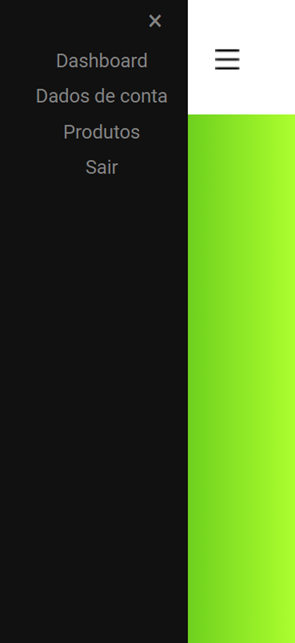 ×
Dashboard
Dados de conta
Produtos
Sair